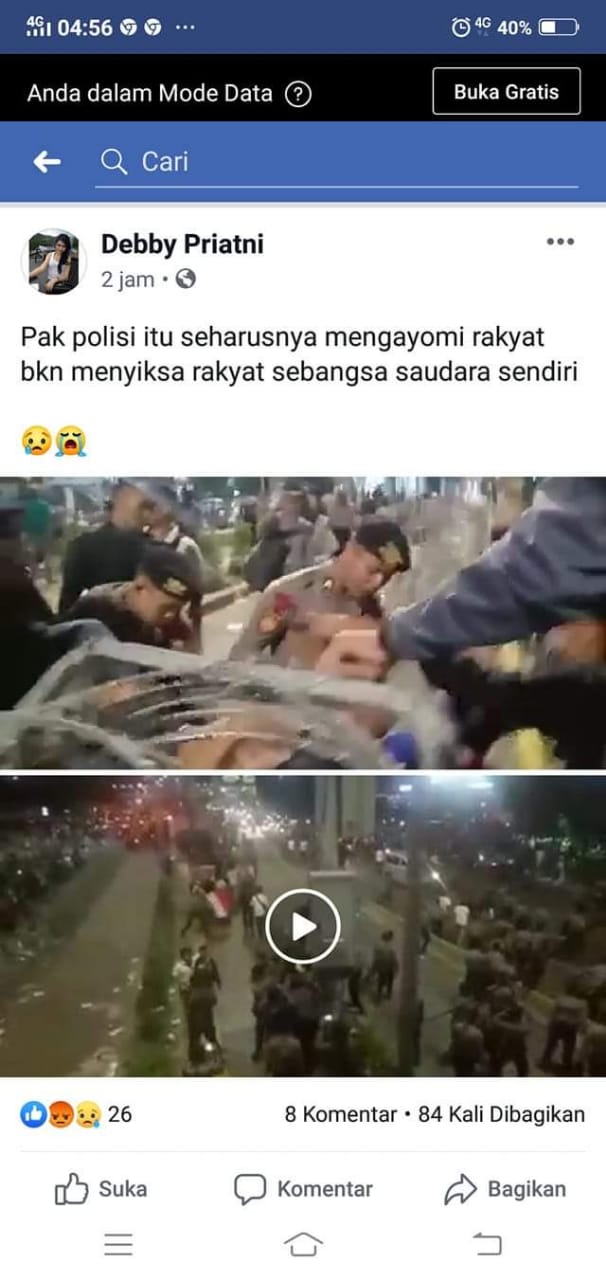 4G 04:56 ... 4G 40%
Anda dalam Mode Data ? Buka Gratis
Cari
Debby Priatni
2 jam •
Pak polisi itu seharusnya mengayomi rakyat
bkn menyiksa rakyat sebangsa saudara sendiri
😢😭
26 8 Komentar • 84 Kali Dibagikan
Suka Komentar Bagikan